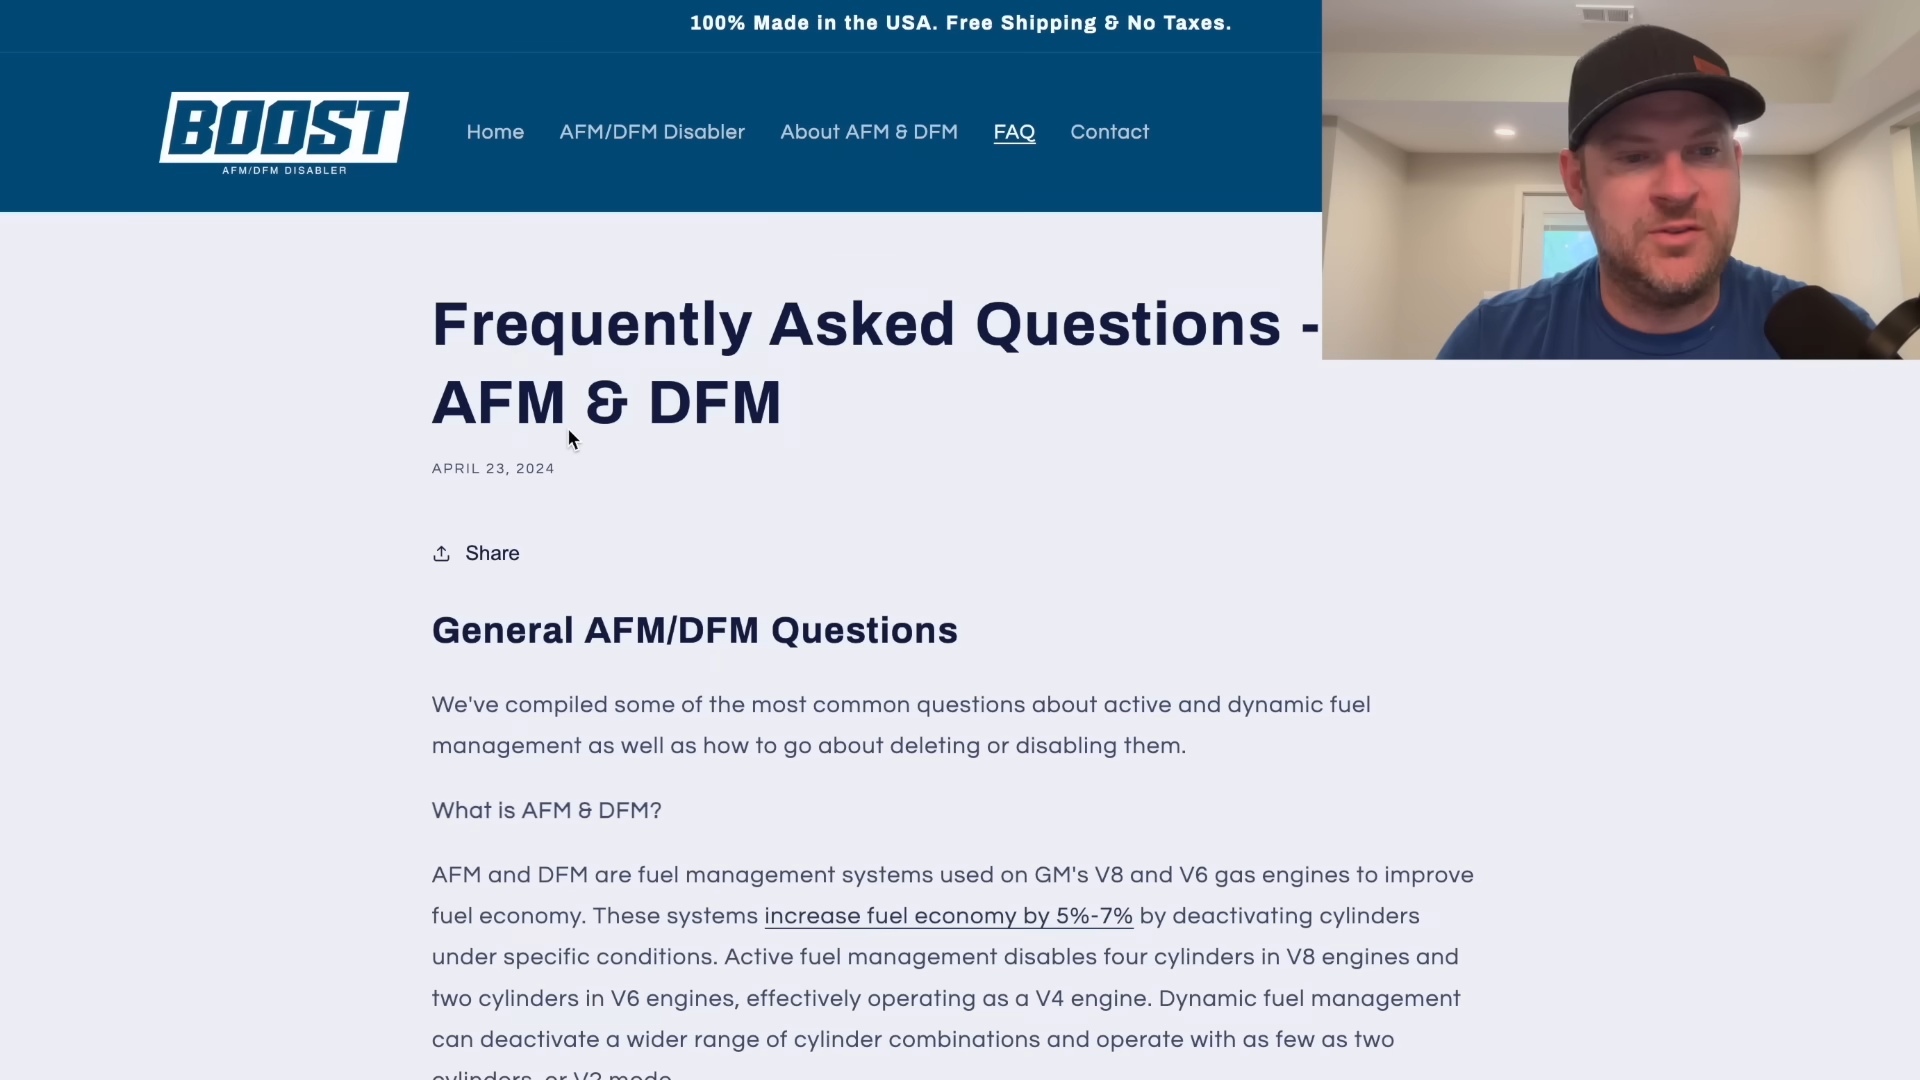 100% Made in the USA. Free Shipping & No Taxes.
BOOST
AFM/DFM DISABLER
Home
AFM/DFM Disabler
About AFM & DFM
FAQ
Contact
Frequently Asked Questions -
AFM & DFM
APRIL 23, 2024
Share
General AFM/DFM Questions
We've compiled some of the most common questions about active and dynamic fuel
management as well as how to go about deleting or disabling them.
What is AFM & DFM?
AFM and DFM are fuel management systems used on GM's V8 and V6 gas engines to improve
fuel economy. These systems increase fuel economy by 5%-7% by deactivating cylinders
under specific conditions. Active fuel management disables four cylinders in V8 engines and
two cylinders in V6 engines, effectively operating as a V4 engine. Dynamic fuel management
can deactivate a wider range of cylinder combinations and operate with as few as two
cylinders, or V2 mode.